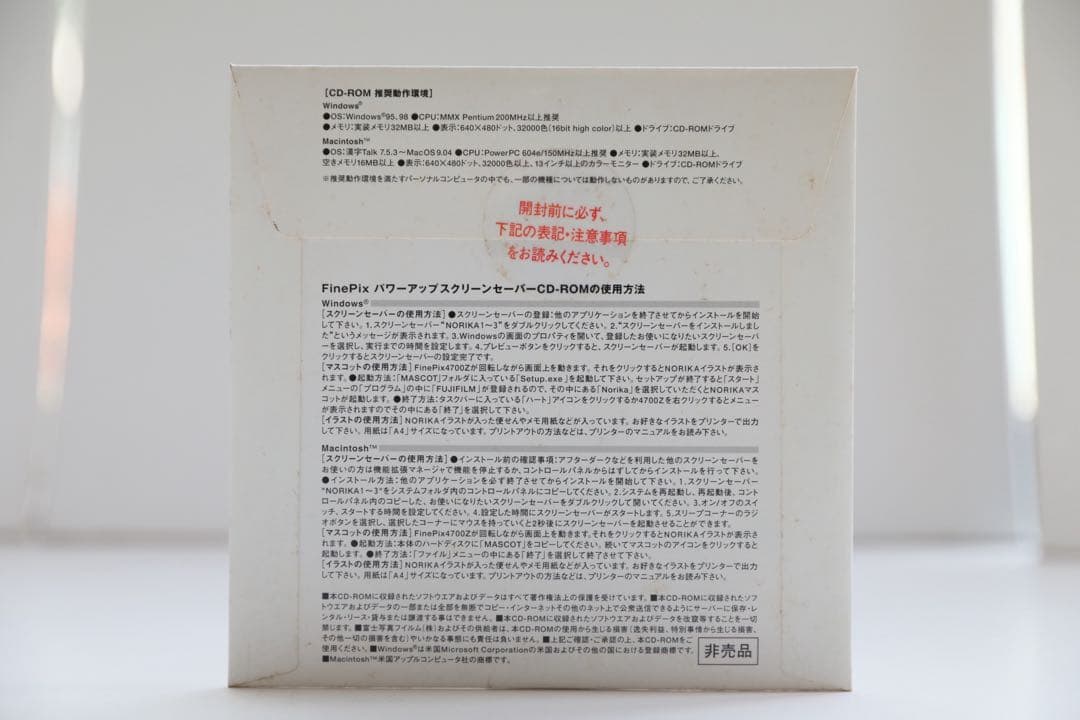 [CD-ROM 推奨動作環境]
Windows®
●OS:Windows®95、98 ●CPU:MMX Pentium 200MHz以上推奨
●メモリ:実装メモリ32MB以上 ●表示:640×480ドット、32000色(16bit high color)以上 ●ドライブ:CD-ROMドライブ
Macintosh™
●OS:漢字Talk 7.5.3〜MacOS 9.04 ●CPU:PowerPC 604e/150MHz以上推奨 ●メモリ:実装メモリ32MB以上、
空きメモリ16MB以上 ●表示:640×480ドット、32000色以上、13インチ以上のカラーモニター ●ドライブ:CD-ROMドライブ
※推奨動作環境を満たすパーソナルコンピュータの中でも、一部の機種については動作しないものがありますので、ご了承ください。
開封前に必ず、
下記の表記・注意事項
をお読みください。
FinePix パワーアップスクリーンセーバーCD-ROMの使用方法
Windows®
[スクリーンセーバーの使用方法] ●スクリーンセーバーの登録:他のアプリケーションを終了させてからインストールを開始
して下さい。1.スクリーンセーバー"NORIKA1〜3"をダブルクリックしてください。2."スクリーンセーバーをインストールしまし
た"というメッセージが表示されます。3.Windowsの画面のプロパティを開いて、登録したお使いになりたいスクリーンセーバー
を選択し、実行までの時間を設定します。4.プレビューボタンをクリックすると、スクリーンセーバーが起動します。5.[OK]を
クリックするとスクリーンセーバーの設定完了です。
[マスコットの使用方法] FinePix4700Zが回転しながら画面上を動きます。それをクリックするとNORIKAイラストが表示さ
れます。●起動方法:「MASCOT」フォルダに入っている「Setup.exe」を起動して下さい。セットアップが終了すると「スタート」
メニューの「プログラム」の中に「FUJIFILM」が登録されるので、その中にある「Norika」を選択していただくとNORIKAマス
コットが起動します。●終了方法:タスクバーに入っている「ハート」アイコンをクリックするか4700Zを右クリックするとメニュー
が表示されますのでその中にある「終了」を選択して下さい。
[イラストの使用方法] NORIKAイラストが入った便せんやメモ用紙などが入っています。お好きなイラストをプリンターで出力
して下さい。用紙は「A4」サイズになっています。プリントアウトの方法などは、プリンターのマニュアルをお読み下さい。
Macintosh™
[スクリーンセーバーの使用方法] ●インストール前の確認事項:アフターダークなどを利用した他のスクリーンセーバーを
お使いの方は機能拡張マネージャで機能を停止するか、コントロールパネルからはずしてからインストールを行って下さい。
●インストール方法:他のアプリケーションを必ず終了させてからインストールを開始して下さい。1.スクリーンセーバー
"NORIKA1〜3"をシステムフォルダ内のコントロールパネルにコピーしてください。2.システムを再起動し、再起動後、コント
ロールパネル内のコピーした、お使いになりたいスクリーンセーバーをダブルクリックして開いてください。3.オン/オフのスイ
ッチ、スタートする時間を設定してください。4.設定した時間にスクリーンセーバーがスタートします。5.スリープコーナーのラジ
オボタンを選択し、選択したコーナーにマウスを持っていくと2秒後にスクリーンセーバーを起動させることができます。
[マスコットの使用方法] FinePix4700Zが回転しながら画面上を動きます。それをクリックするとNORIKAイラストが表示さ
れます。●起動方法:本体のハードディスクに「MASCOT」をコピーしてください。続いてマスコットのアイコンをクリックすると
起動します。●終了方法:「ファイル」メニューの中にある「終了」を選択して終了させて下さい。
[イラストの使用方法] NORIKAイラストが入った便せんやメモ用紙などが入っています。お好きなイラストをプリンターで出力
して下さい。用紙は「A4」サイズになっています。プリントアウトの方法などは、プリンターのマニュアルをお読み下さい。
■本CD-ROMに収録されたソフトウエアおよびデータはすべて著作権法上の保護を受けています。■本CD-ROMに収録されたソフ
トウエアおよびデータの一部または全部を無断でコピー・インターネットその他のネット上で公衆送信できるようにサーバーに保存・レ
ンタル・リース・貸与または譲渡する事はできません。■本CD-ROMに収録されたソフトウエアおよびデータを改竄等することを一切
禁じます。■富士写真フイルム(株)およびその供給者は、本CD-ROMの使用から生じる損害(逸失利益、特別事情から生じる損害、
その他一切の損害を含む)やいかなる事態にも責任は負いません。■上記ご確認・ご承認の上、本CD-ROMをご
使用ください。■Windows®は米国Microsoft Corporationの米国およびその他の国における登録商標です。
■Macintosh™米国アップルコンピュータ社の商標です。
非売品